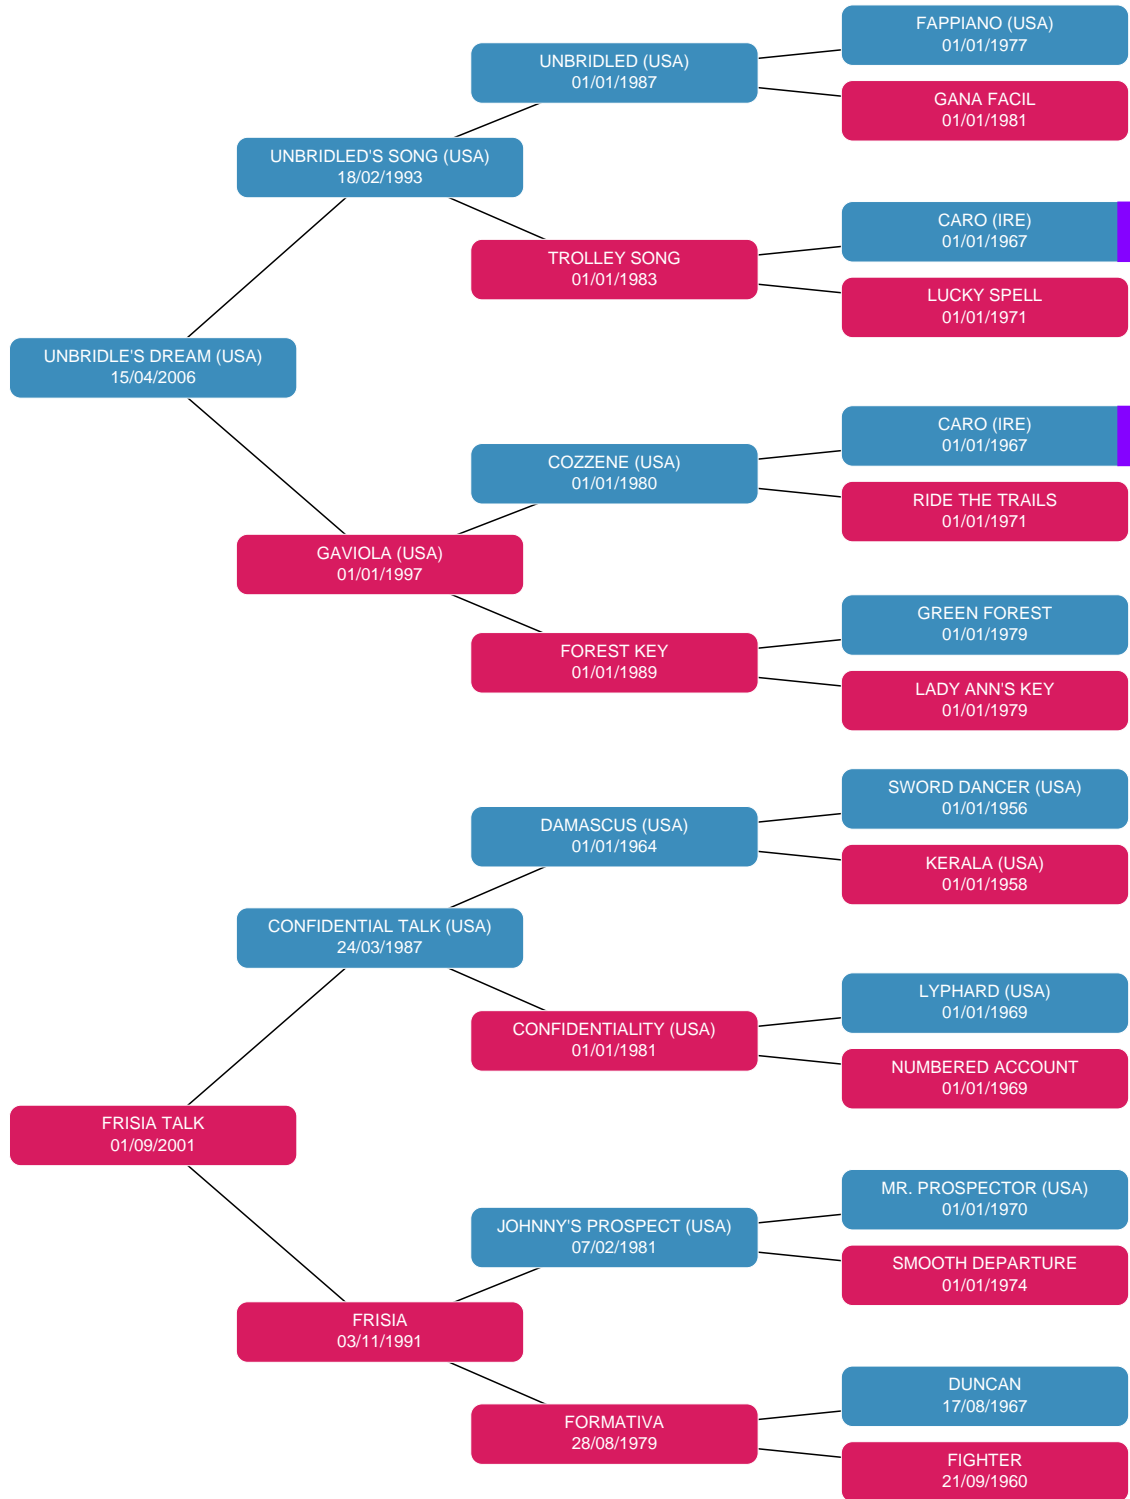 FAPPIANO (USA)
01/01/1977
UNBRIDLED (USA)
01/01/1987
GANA FACIL
01/01/1981
UNBRIDLED'S SONG (USA)
18/02/1993
CARO (IRE)
01/01/1967
TROLLEY SONG
01/01/1983
LUCKY SPELL
01/01/1971
UNBRIDLE'S DREAM (USA)
15/04/2006
CARO (IRE)
01/01/1967
COZZENE (USA)
01/01/1980
RIDE THE TRAILS
01/01/1971
GAVIOLA (USA)
01/01/1997
GREEN FOREST
01/01/1979
FOREST KEY
01/01/1989
LADY ANN'S KEY
01/01/1979
SWORD DANCER (USA)
01/01/1956
DAMASCUS (USA)
01/01/1964
KERALA (USA)
01/01/1958
CONFIDENTIAL TALK (USA)
24/03/1987
LYPHARD (USA)
01/01/1969
CONFIDENTIALITY (USA)
01/01/1981
NUMBERED ACCOUNT
01/01/1969
FRISIA TALK
01/09/2001
MR. PROSPECTOR (USA)
01/01/1970
JOHNNY'S PROSPECT (USA)
07/02/1981
SMOOTH DEPARTURE
01/01/1974
FRISIA
03/11/1991
DUNCAN
17/08/1967
FORMATIVA
28/08/1979
FIGHTER
21/09/1960